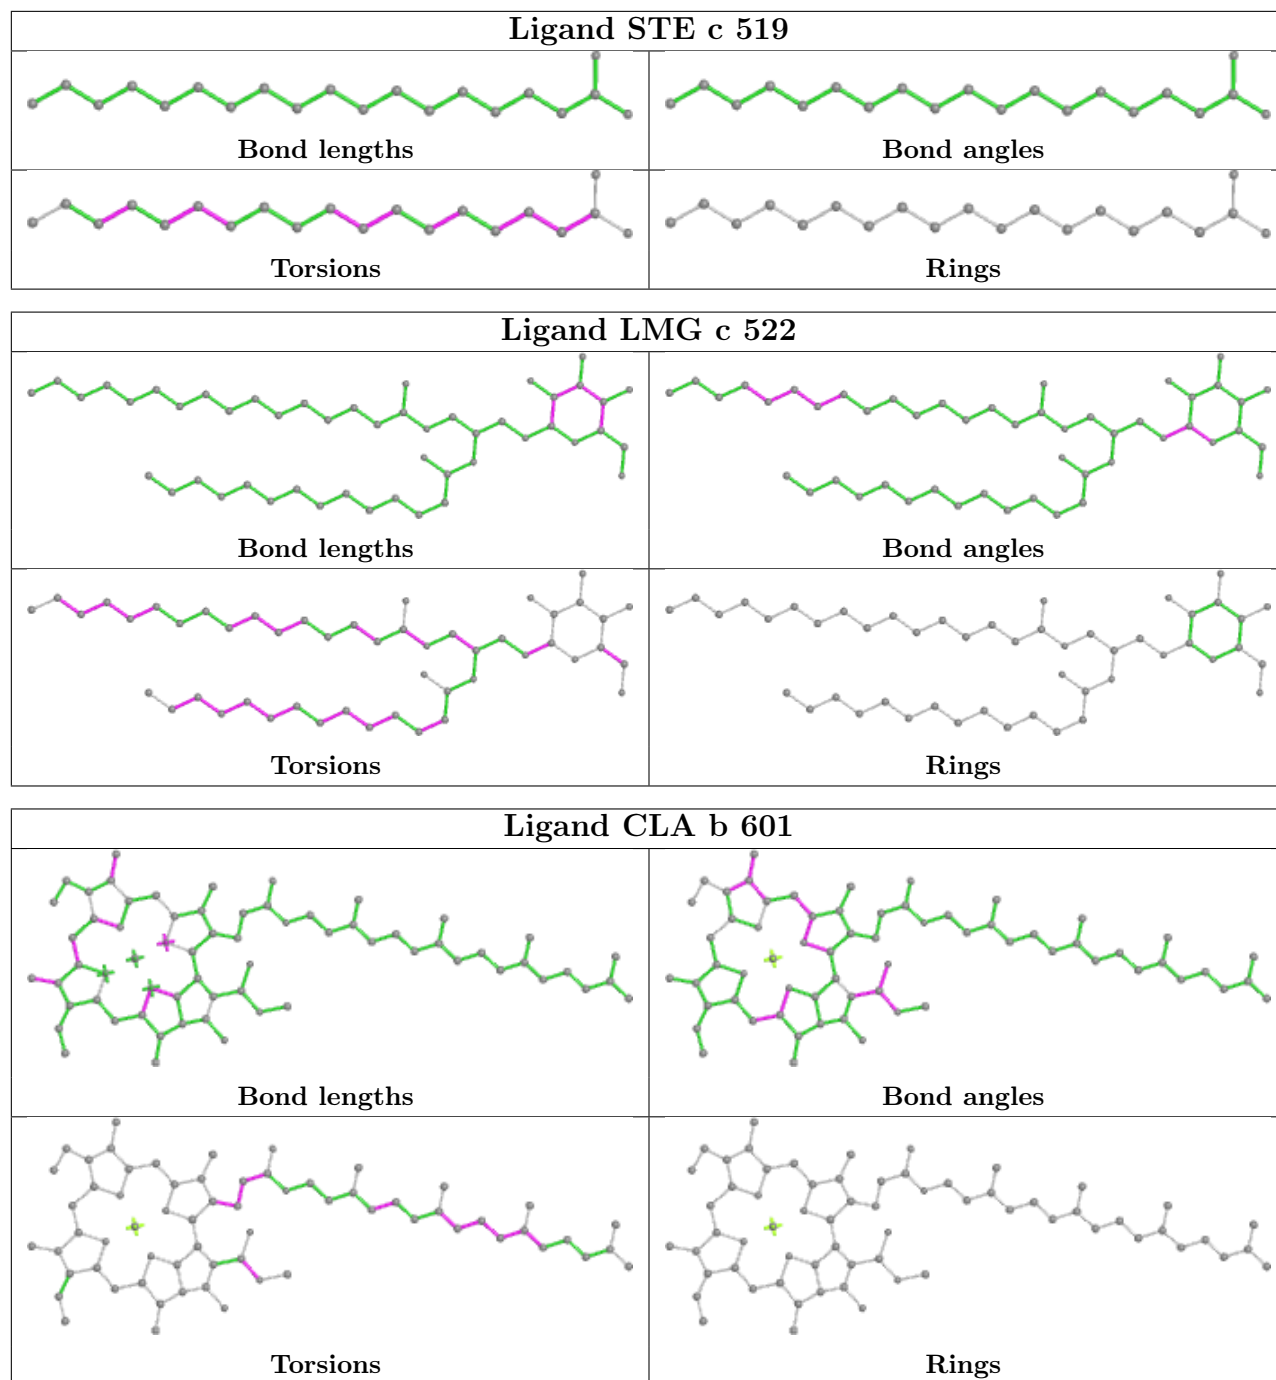 Ligand STE c 519
Bond lengths
Bond angles
Torsions
Rings
Ligand LMG c 522
Bond lengths
Bond angles
Torsions
Rings
Ligand CLA b 601
Bond lengths
Bond angles
Torsions
Rings